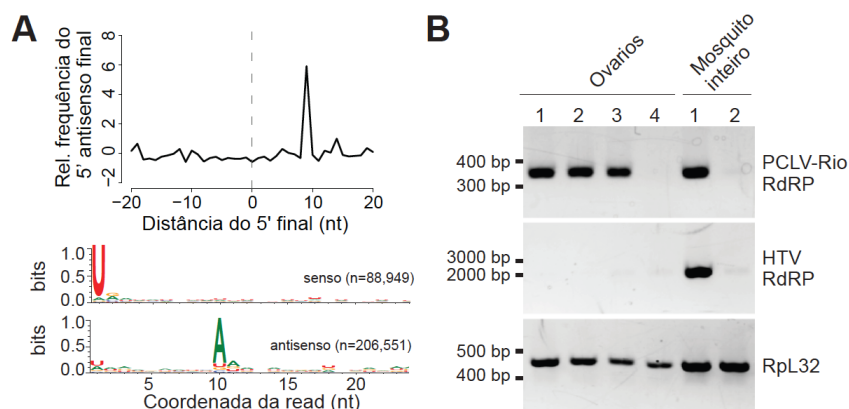 A
Rel. frequência do
5' antisenso final
8
6
4
2
0
−2
−20
−10
0
10
20
Distância do 5' final (nt)
bits
1.0
0.5
0.0
U
senso (n=88,949)
bits
1.0
0.5
0.0
A
antisenso (n=206,551)
5
10
15
20
Coordenada da read (nt)
B
Ovarios
Mosquito
inteiro
1 2 3 4 1 2
400 bp
300 bp
PCLV-Rio
RdRP
3000 bp
2000 bp
HTV
RdRP
500 bp
400 bp
RpL32